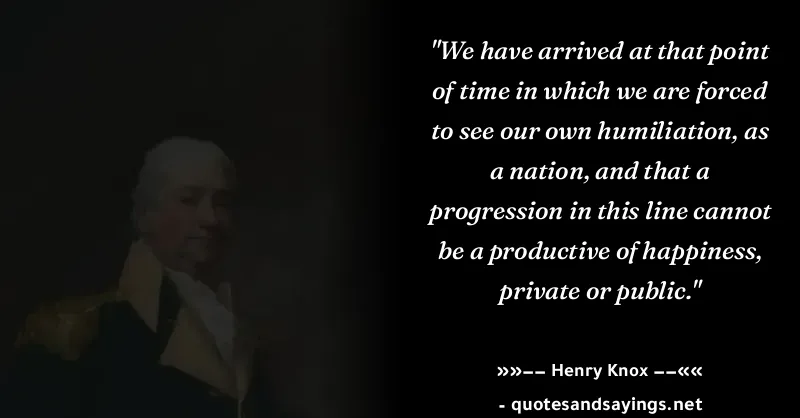 "We have arrived at that point
of time in which we are forced
to see our own humiliation, as
a nation, and that a
progression in this line cannot
be a productive of happiness,
private or public."
»»—— Henry Knox ——««
- quotesandsayings.net